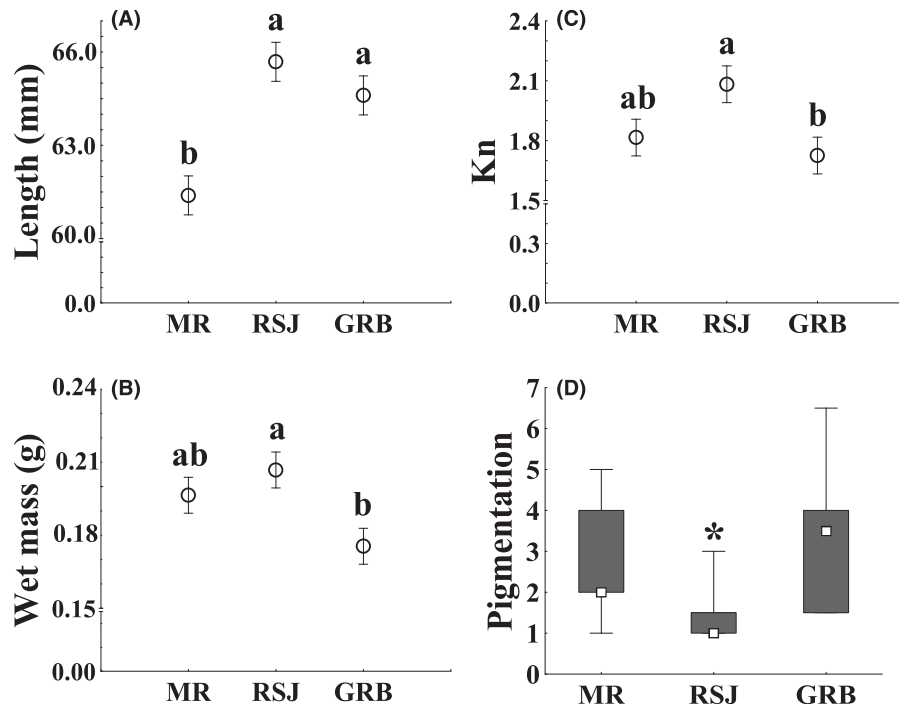 (A)
Length (mm)
66.0
63.0
60.0
0.0
b
a
a
MR RSJ GRB
(C)
Kn
2.4
2.1
1.8
1.5
0.3
0.0
ab
a
b
MR RSJ GRB
(B)
Wet mass (g)
0.24
0.21
0.18
0.15
0.00
ab
a
b
MR RSJ GRB
(D)
Pigmentation
7
6
5
4
3
2
1
0
*
MR RSJ GRB